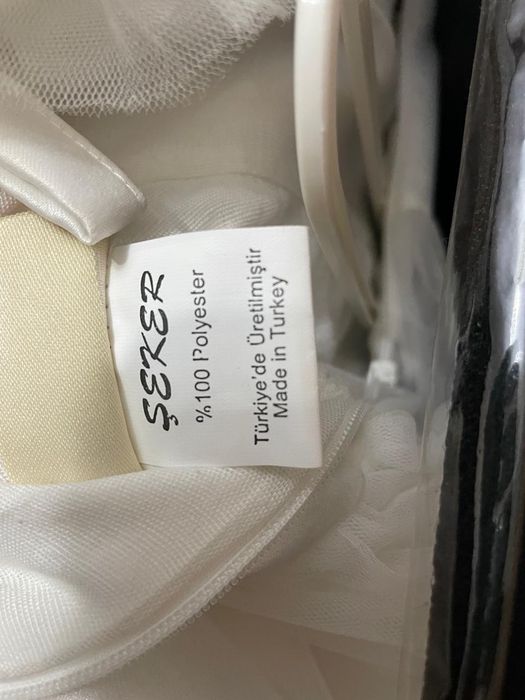 ŞEKER
%100 Polyester
Türkiye'de Üretilmiştir
Made in Turkey